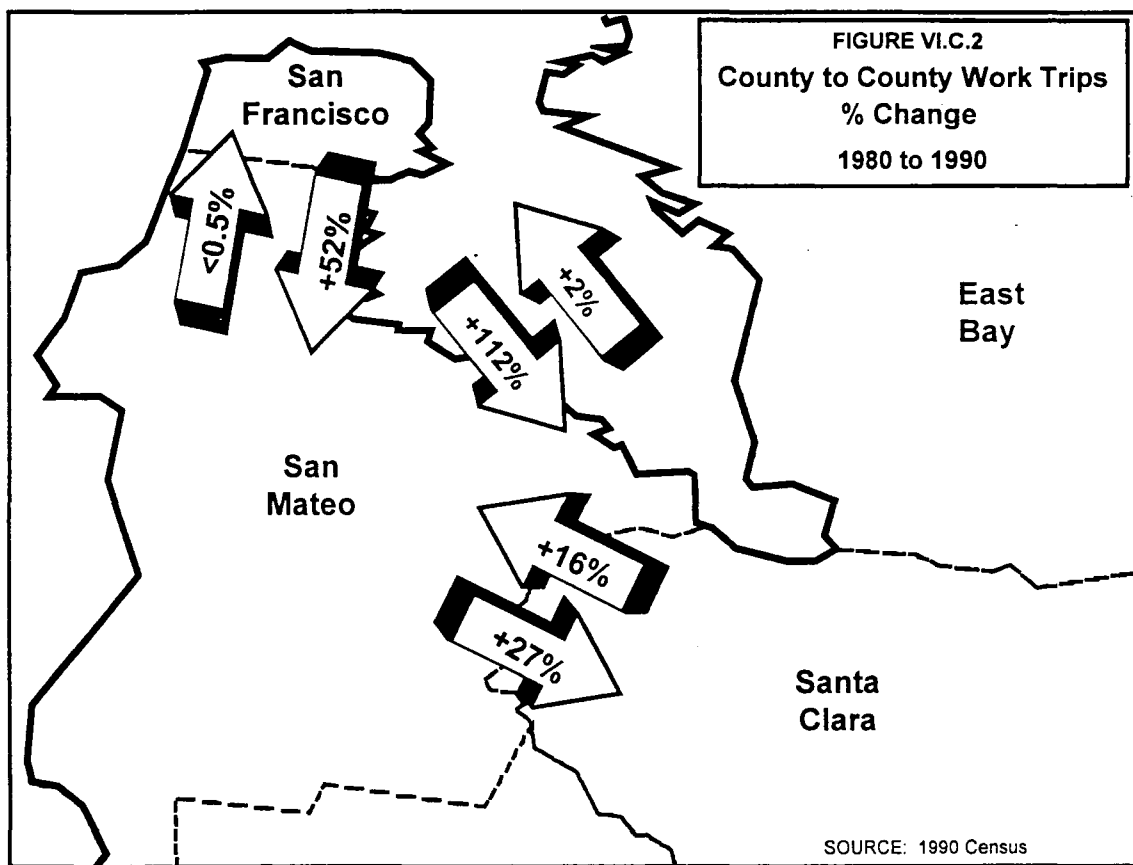 FIGURE VI.C.2
County to County Work Trips
% Change
1980 to 1990
San
Francisco
<0.5%
+52%
+2%
+112%
East
Bay
San
Mateo
+16%
+27%
Santa
Clara
SOURCE: 1990 Census